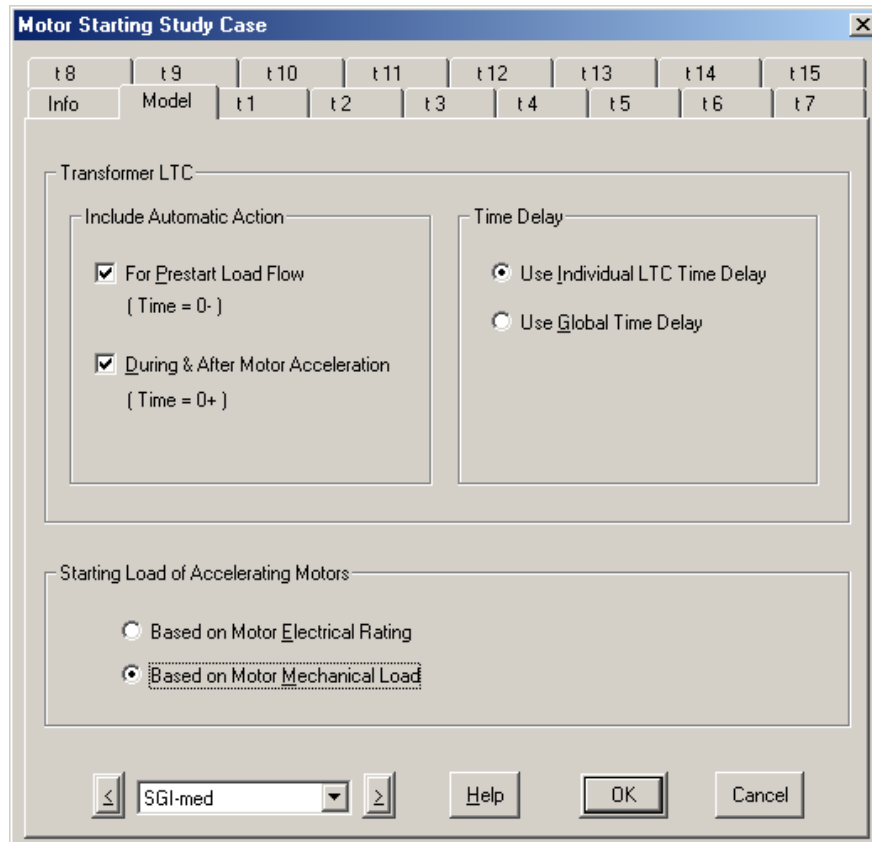 Motor Starting Study Case
t 8 t 9 t 10 t 11 t 12 t 13 t 14 t 15
Info Model t 1 t 2 t 3 t 4 t 5 t 6 t 7
Transformer LTC
Include Automatic Action
For Prestart Load Flow
( Time = 0- )
During & After Motor Acceleration
( Time = 0+ )
Time Delay
Use Individual LTC Time Delay
Use Global Time Delay
Starting Load of Accelerating Motors
Based on Motor Electrical Rating
Based on Motor Mechanical Load
< SGI-med > Help OK Cancel